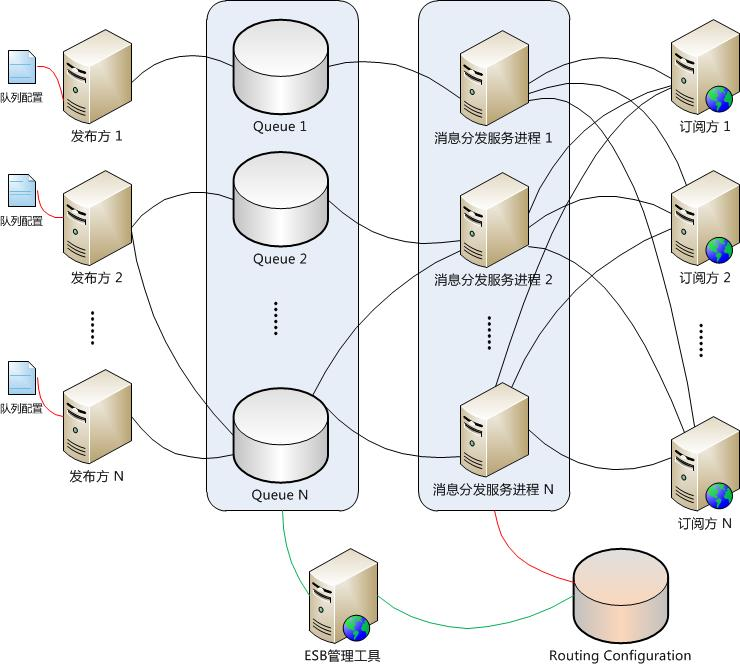 队列配置
发布方 1
Queue 1
消息分发服务进程 1
订阅方 1
队列配置
发布方 2
Queue 2
消息分发服务进程 2
订阅方 2
队列配置
发布方 N
Queue N
消息分发服务进程 N
订阅方 N
ESB管理工具
Routing Configuration